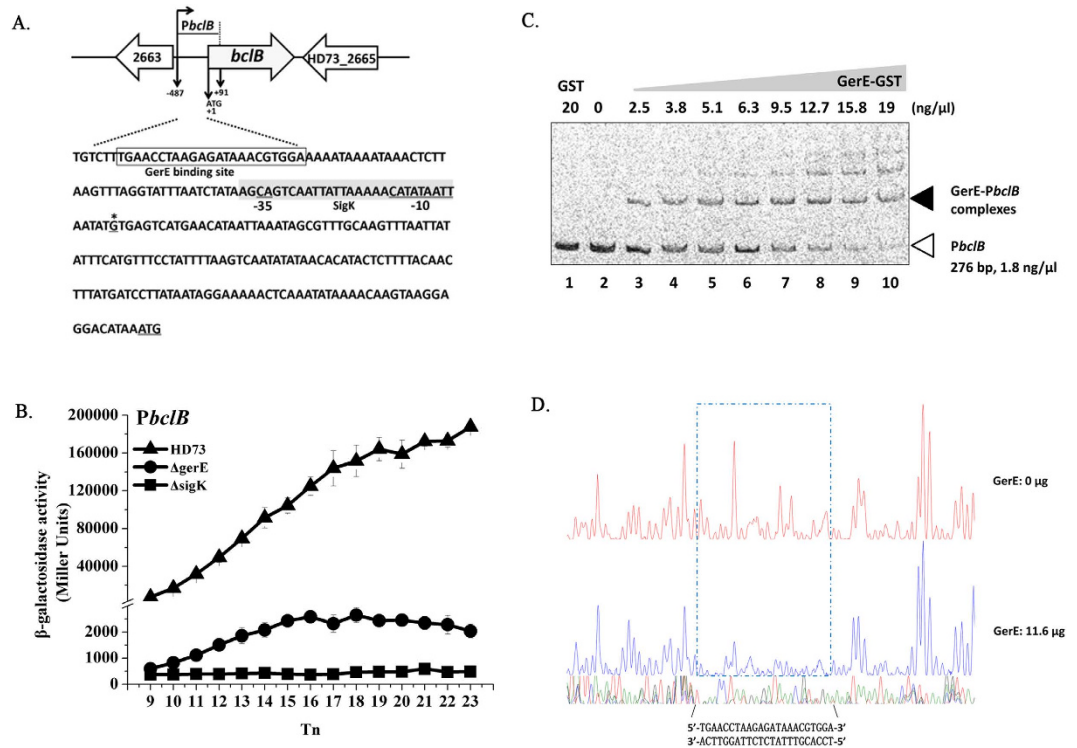 A.
PbclB
2663
bclB
HD73_2665
-487
+91
ATG
+1
TGTCTTTGAACCTAAGAGATAAACGTGGAAAAATAAAATAAACTCTT
GerE binding site
AAGTTTAGGTATTTAATCTATAAGCAGTCAATTATTAAAAACATATAATT
-35 SigK -10
*
AATATGTGAGTCATGAACATAATTAAATAGCGTTTGCAAGTTTAATTAT
ATTTCATGTTTCCTATTTTAAGTCAATATATAACACATACTCTTTTACAAC
TTTATGATCCTTATAATAGGAAAAACTCAAATATAAAACAAGTAAGGA
GGACATAAATG
B.
PbclB
HD73
ΔgerE
ΔsigK
β-galactosidase activity
(Miller Units)
200000
160000
120000
80000
40000
2000
1000
0
9 10 11 12 13 14 15 16 17 18 19 20 21 22 23
Tn
C.
GST GerE-GST
20 0 2.5 3.8 5.1 6.3 9.5 12.7 15.8 19 (ng/µl)
GerE-PbclB
complexes
PbclB
276 bp, 1.8 ng/µl
1 2 3 4 5 6 7 8 9 10
D.
GerE: 0 µg
GerE: 11.6 µg
5'-TGAACCTAAGAGATAAACGTGGA-3'
3'-ACTTGGATTCTCTATTTGCACCT-5'